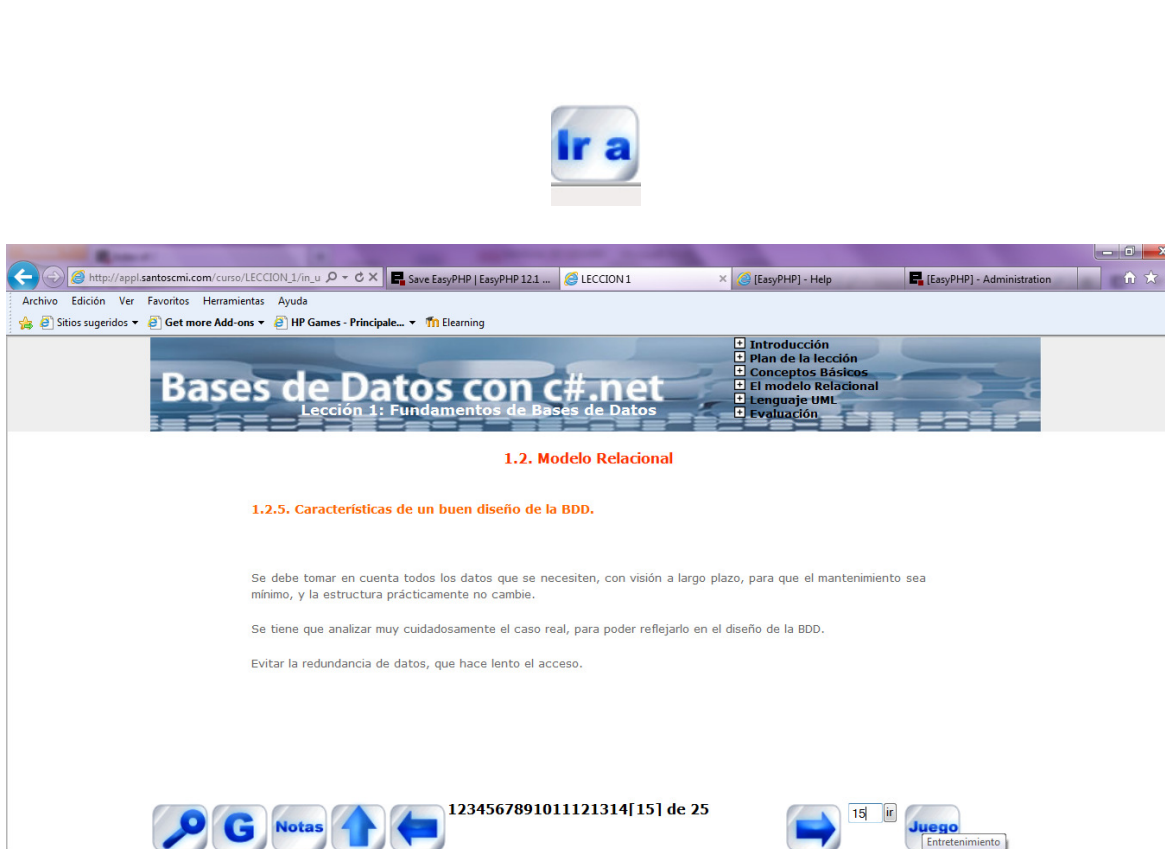 Ir a
http://appl.santoscmi.com/curso/LECCION_1/in_u
Save EasyPHP | EasyPHP 12.1 ...
LECCION 1
[EasyPHP] - Help
[EasyPHP] - Administration
Archivo Edición Ver Favoritos Herramientas Ayuda
Sitios sugeridos Get more Add-ons HP Games - Principale... Elearning
Bases de Datos con c#.net
Lección 1: Fundamentos de Bases de Datos
Introducción
Plan de la lección
Conceptos Básicos
El modelo Relacional
Lenguaje UML
Evaluación
1.2. Modelo Relacional
1.2.5. Características de un buen diseño de la BDD.
Se debe tomar en cuenta todos los datos que se necesiten, con visión a largo plazo, para que el mantenimiento sea
mínimo, y la estructura prácticamente no cambie.
Se tiene que analizar muy cuidadosamente el caso real, para poder reflejarlo en el diseño de la BDD.
Evitar la redundancia de datos, que hace lento el acceso.
G Notas 1234567891011121314[15] de 25 15 ir Juego
Entretenimiento